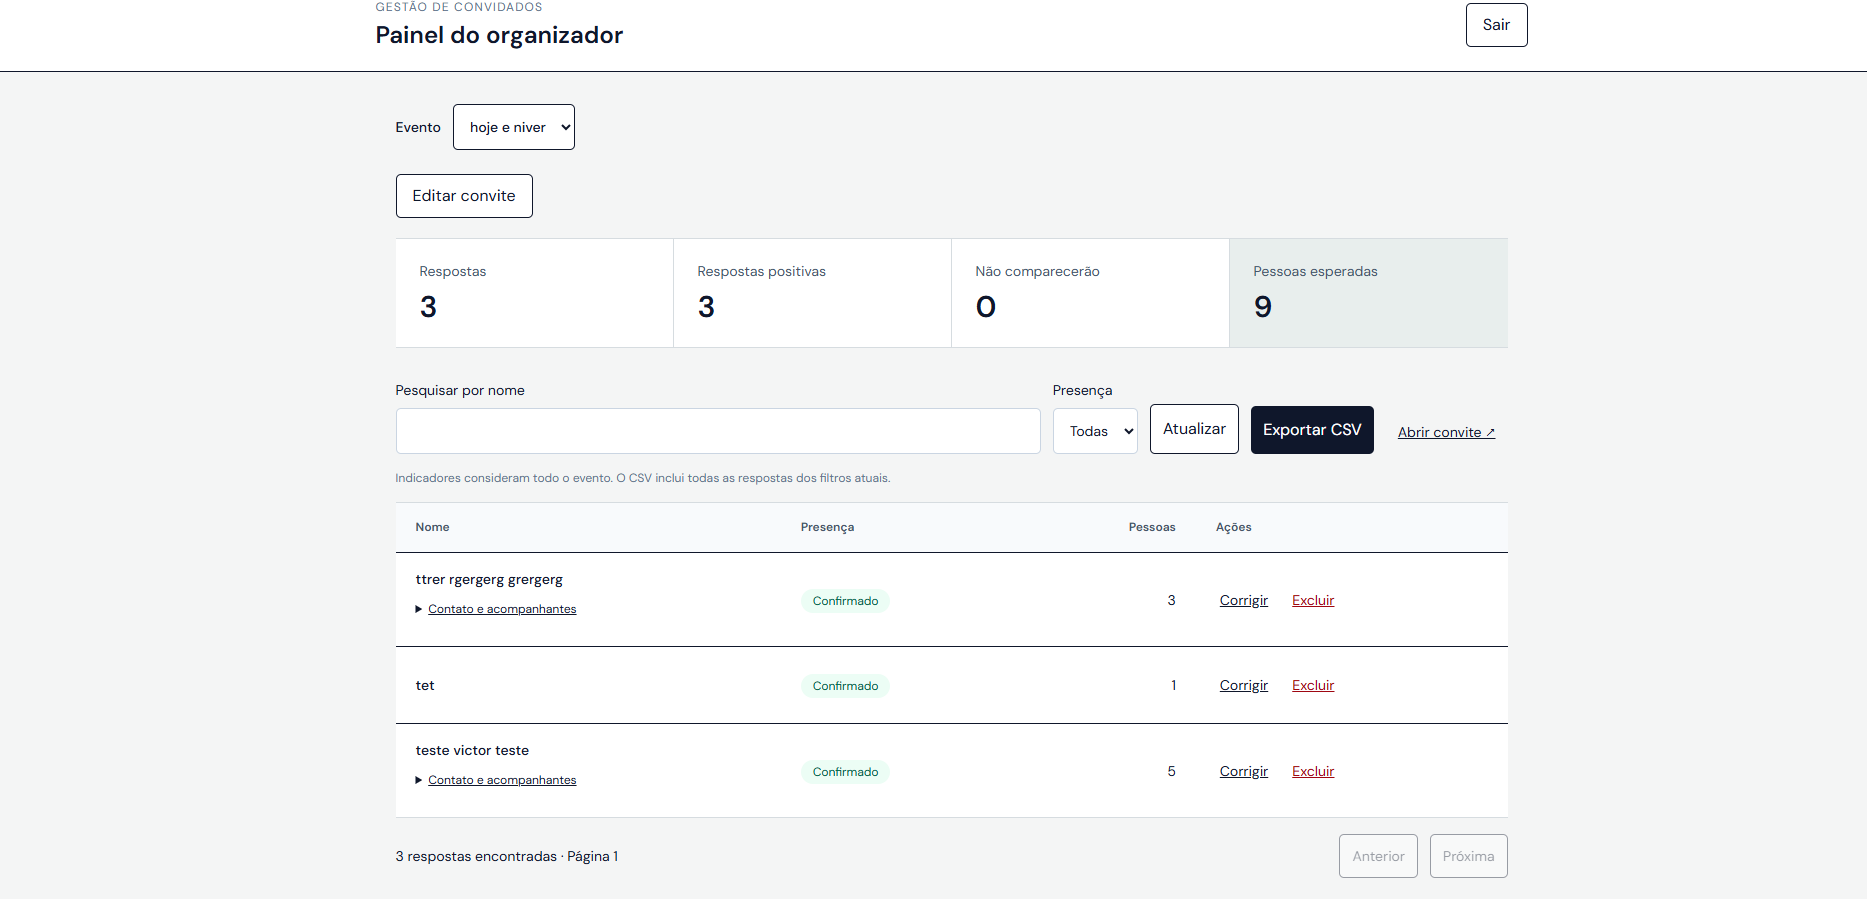 GESTÃO DE CONVIDADOS
Painel do organizador
Sair
Evento hoje e niver
Editar convite
Respostas Respostas positivas Não comparecerão Pessoas esperadas
3 3 0 9
Pesquisar por nome Presença
Todas Atualizar Exportar CSV Abrir convite ↗
Indicadores consideram todo o evento. O CSV inclui todas as respostas dos filtros atuais.
Nome Presença Pessoas Ações
ttrer rgergerg grergerg
Confirmado 3 Corrigir Excluir
▶ Contato e acompanhantes
tet Confirmado 1 Corrigir Excluir
teste victor teste
Confirmado 5 Corrigir Excluir
▶ Contato e acompanhantes
3 respostas encontradas · Página 1 Anterior Próxima